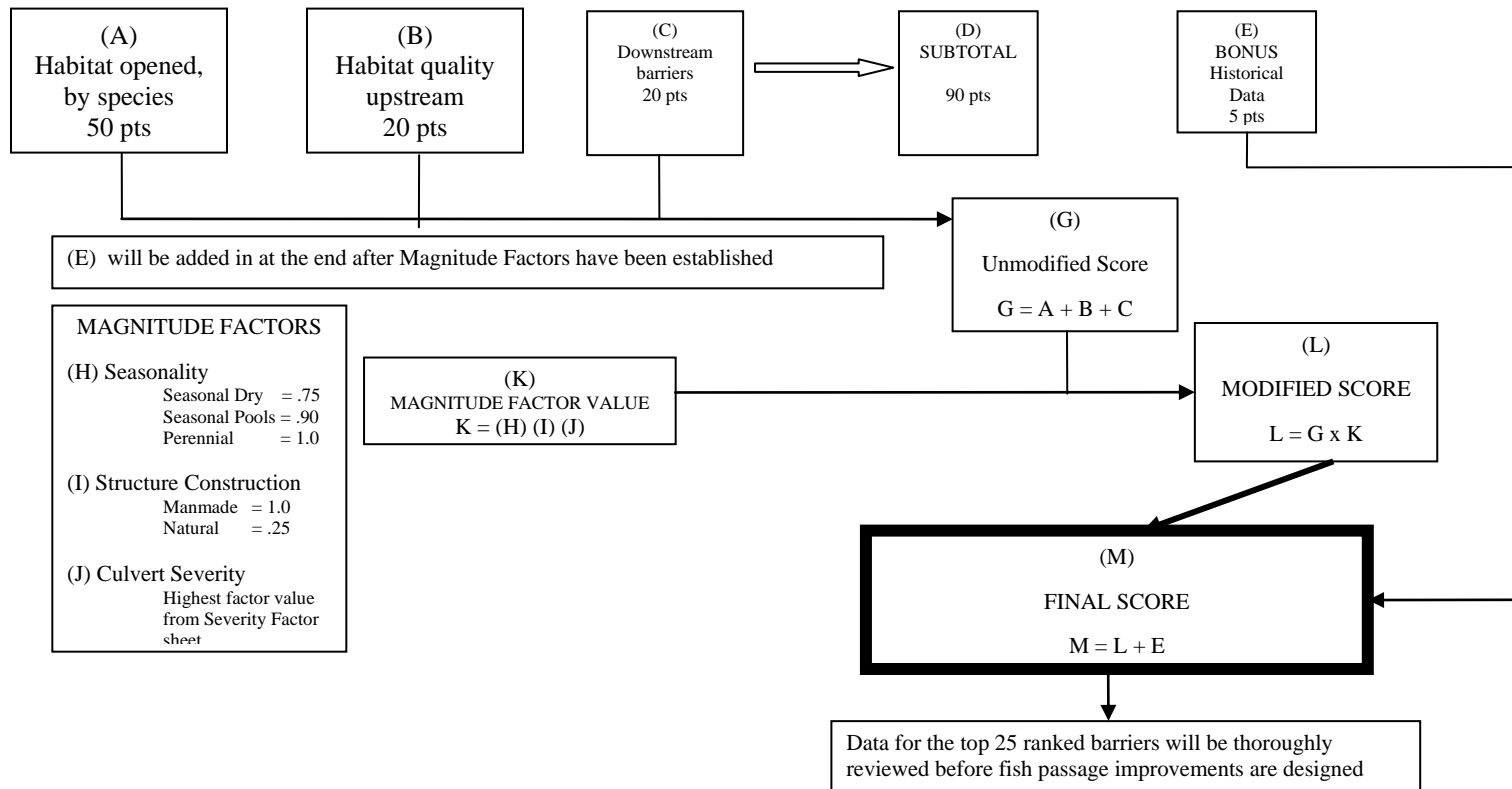 (A)
Habitat opened,
by species
50 pts
(B)
Habitat quality
upstream
20 pts
(C)
Downstream
barriers
20 pts
(D)
SUBTOTAL
90 pts
(E)
BONUS
Historical
Data
5 pts
(G)
Unmodified Score
G = A + B + C
(E) will be added in at the end after Magnitude Factors have been established
MAGNITUDE FACTORS
(H) Seasonality
Seasonal Dry = .75
Seasonal Pools = .90
Perennial = 1.0
(I) Structure Construction
Manmade = 1.0
Natural = .25
(J) Culvert Severity
Highest factor value
from Severity Factor
sheet
(K)
MAGNITUDE FACTOR VALUE
K = (H) (I) (J)
(L)
MODIFIED SCORE
L = G x K
(M)
FINAL SCORE
M = L + E
Data for the top 25 ranked barriers will be thoroughly
reviewed before fish passage improvements are designed